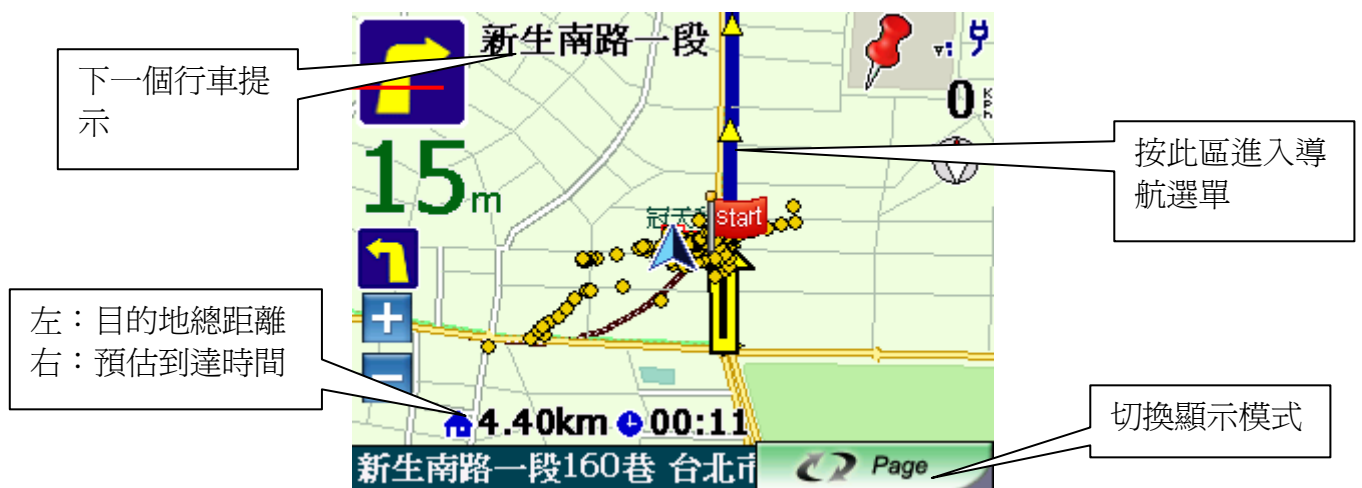 下一個行車提
示
新生南路一段
15m
0
按此區進入導
航選單
start
左：目的地總距離
右：預估到達時間
4.40km 00:11
切換顯示模式
新生南路一段160巷 台北市
Page